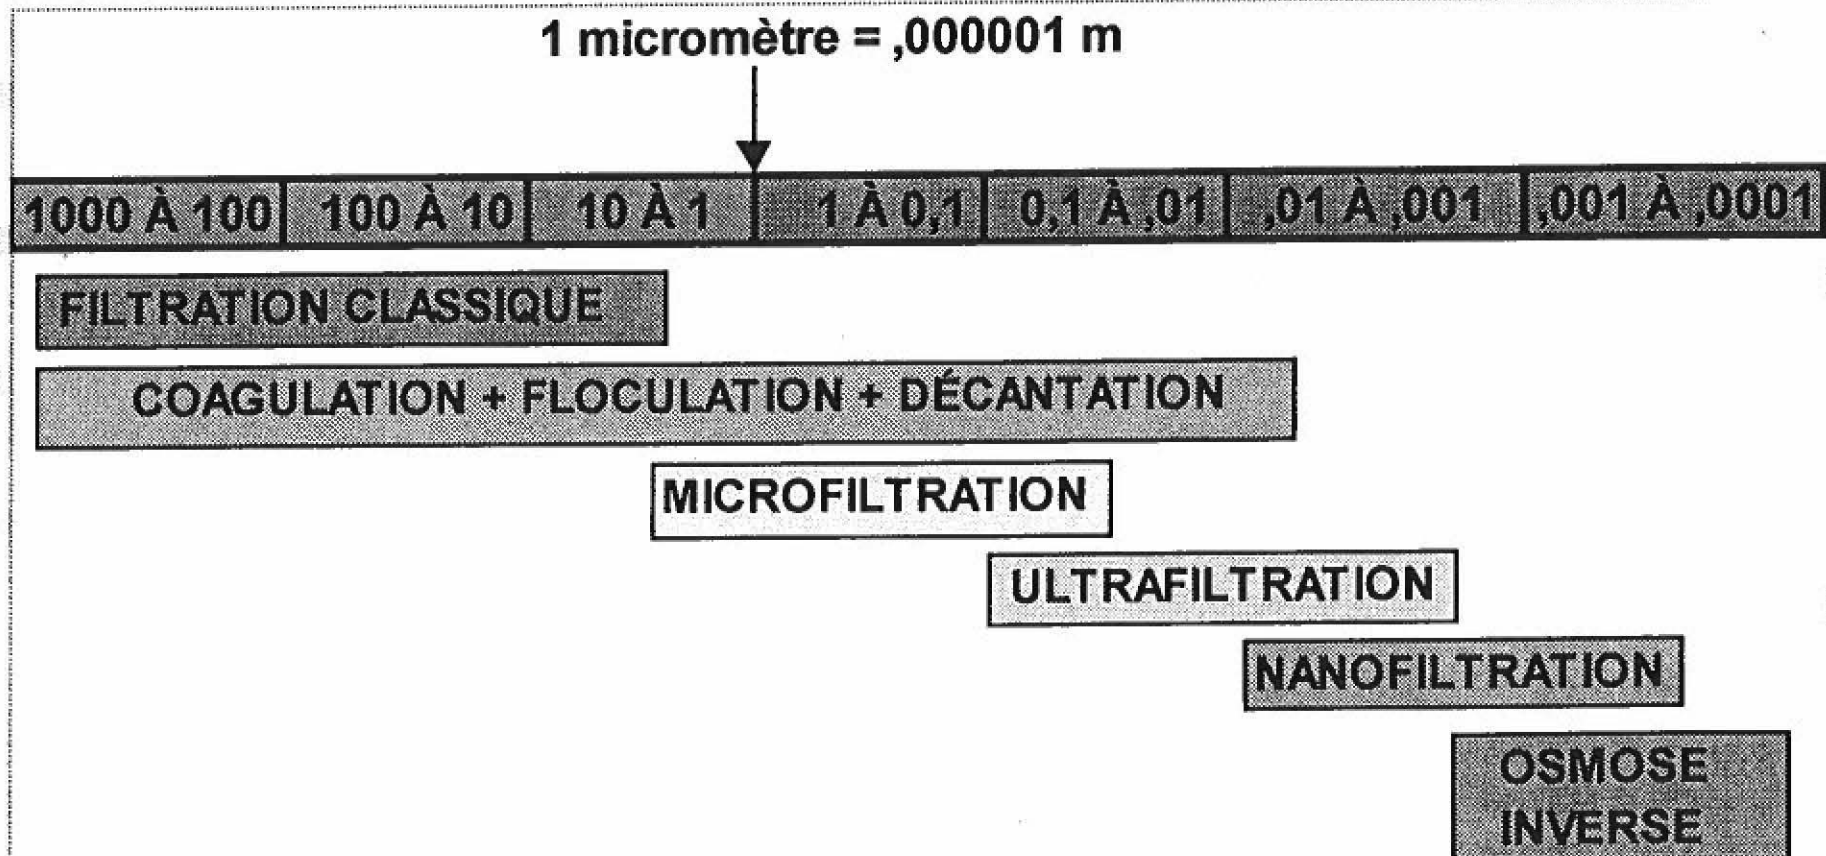 1 micromètre = ,000001 m
1000 À 100 100 À 10 10 À 1 1 À 0,1 0,1 À ,01 ,01 À ,001 ,001 À ,0001
FILTRATION CLASSIQUE
COAGULATION + FLOCULATION + DÉCANTATION
MICROFILTRATION
ULTRAFILTRATION
NANOFILTRATION
OSMOSE
INVERSE